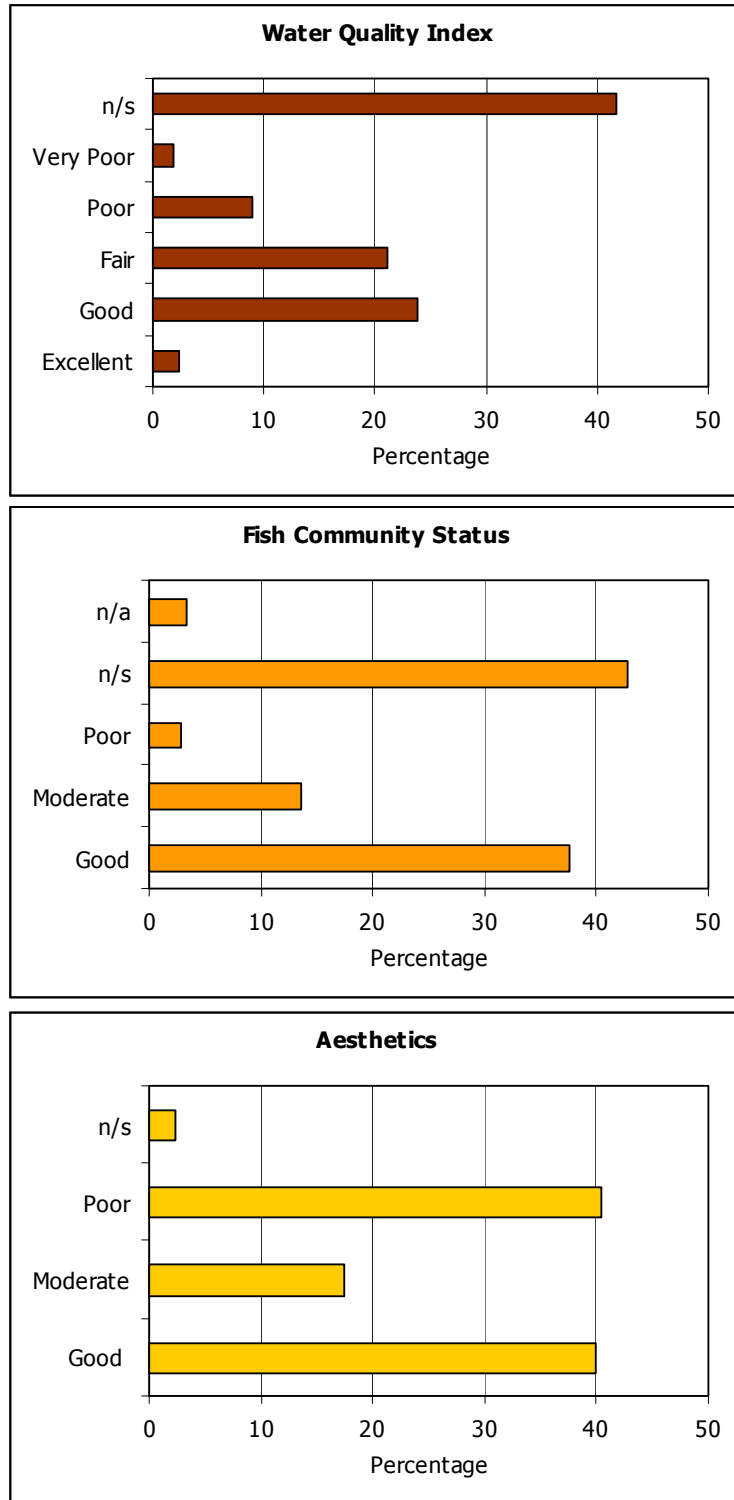 Water Quality Index
n/s
Very Poor
Poor
Fair
Good
Excellent
0 10 20 30 40 50
Percentage
Fish Community Status
n/a
n/s
Poor
Moderate
Good
0 10 20 30 40 50
Percentage
Aesthetics
n/s
Poor
Moderate
Good
0 10 20 30 40 50
Percentage